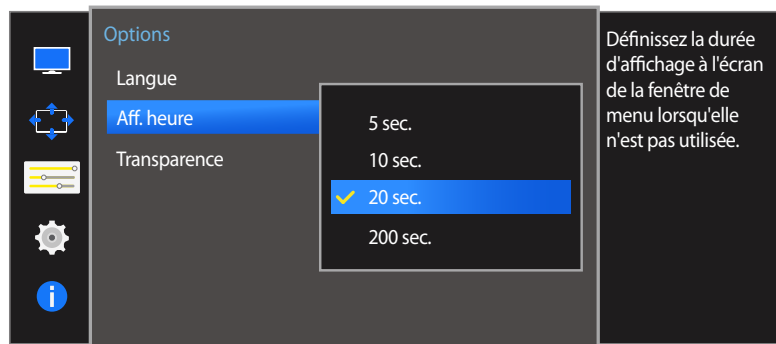 Options
Langue
Aff. heure
Transparence
5 sec.
10 sec.
20 sec.
200 sec.
Définissez la durée
d'affichage à l'écran
de la fenêtre de
menu lorsqu'elle
n'est pas utilisée.